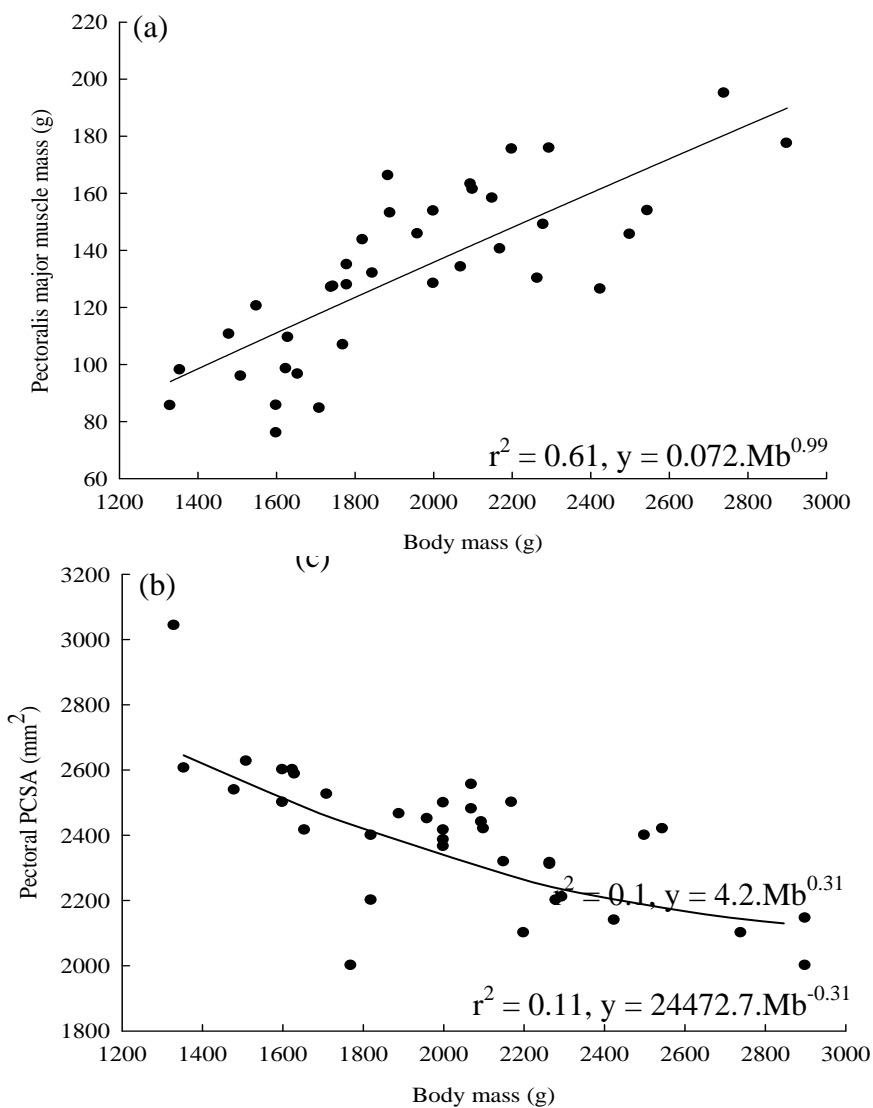 (a)
220
200
180
160
140
120
100
80
60
Pectoralis major muscle mass (g)
r² = 0.61, y = 0.072.Mb^0.99
1200 1400 1600 1800 2000 2200 2400 2600 2800 3000
Body mass (g)
(c)
(b)
3200
3000
2800
2600
2400
2200
2000
1800
Pectoral PCSA (mm²)
r² = 0.1, y = 4.2.Mb^0.31
r² = 0.11, y = 24472.7.Mb^-0.31
1200 1400 1600 1800 2000 2200 2400 2600 2800 3000
Body mass (g)